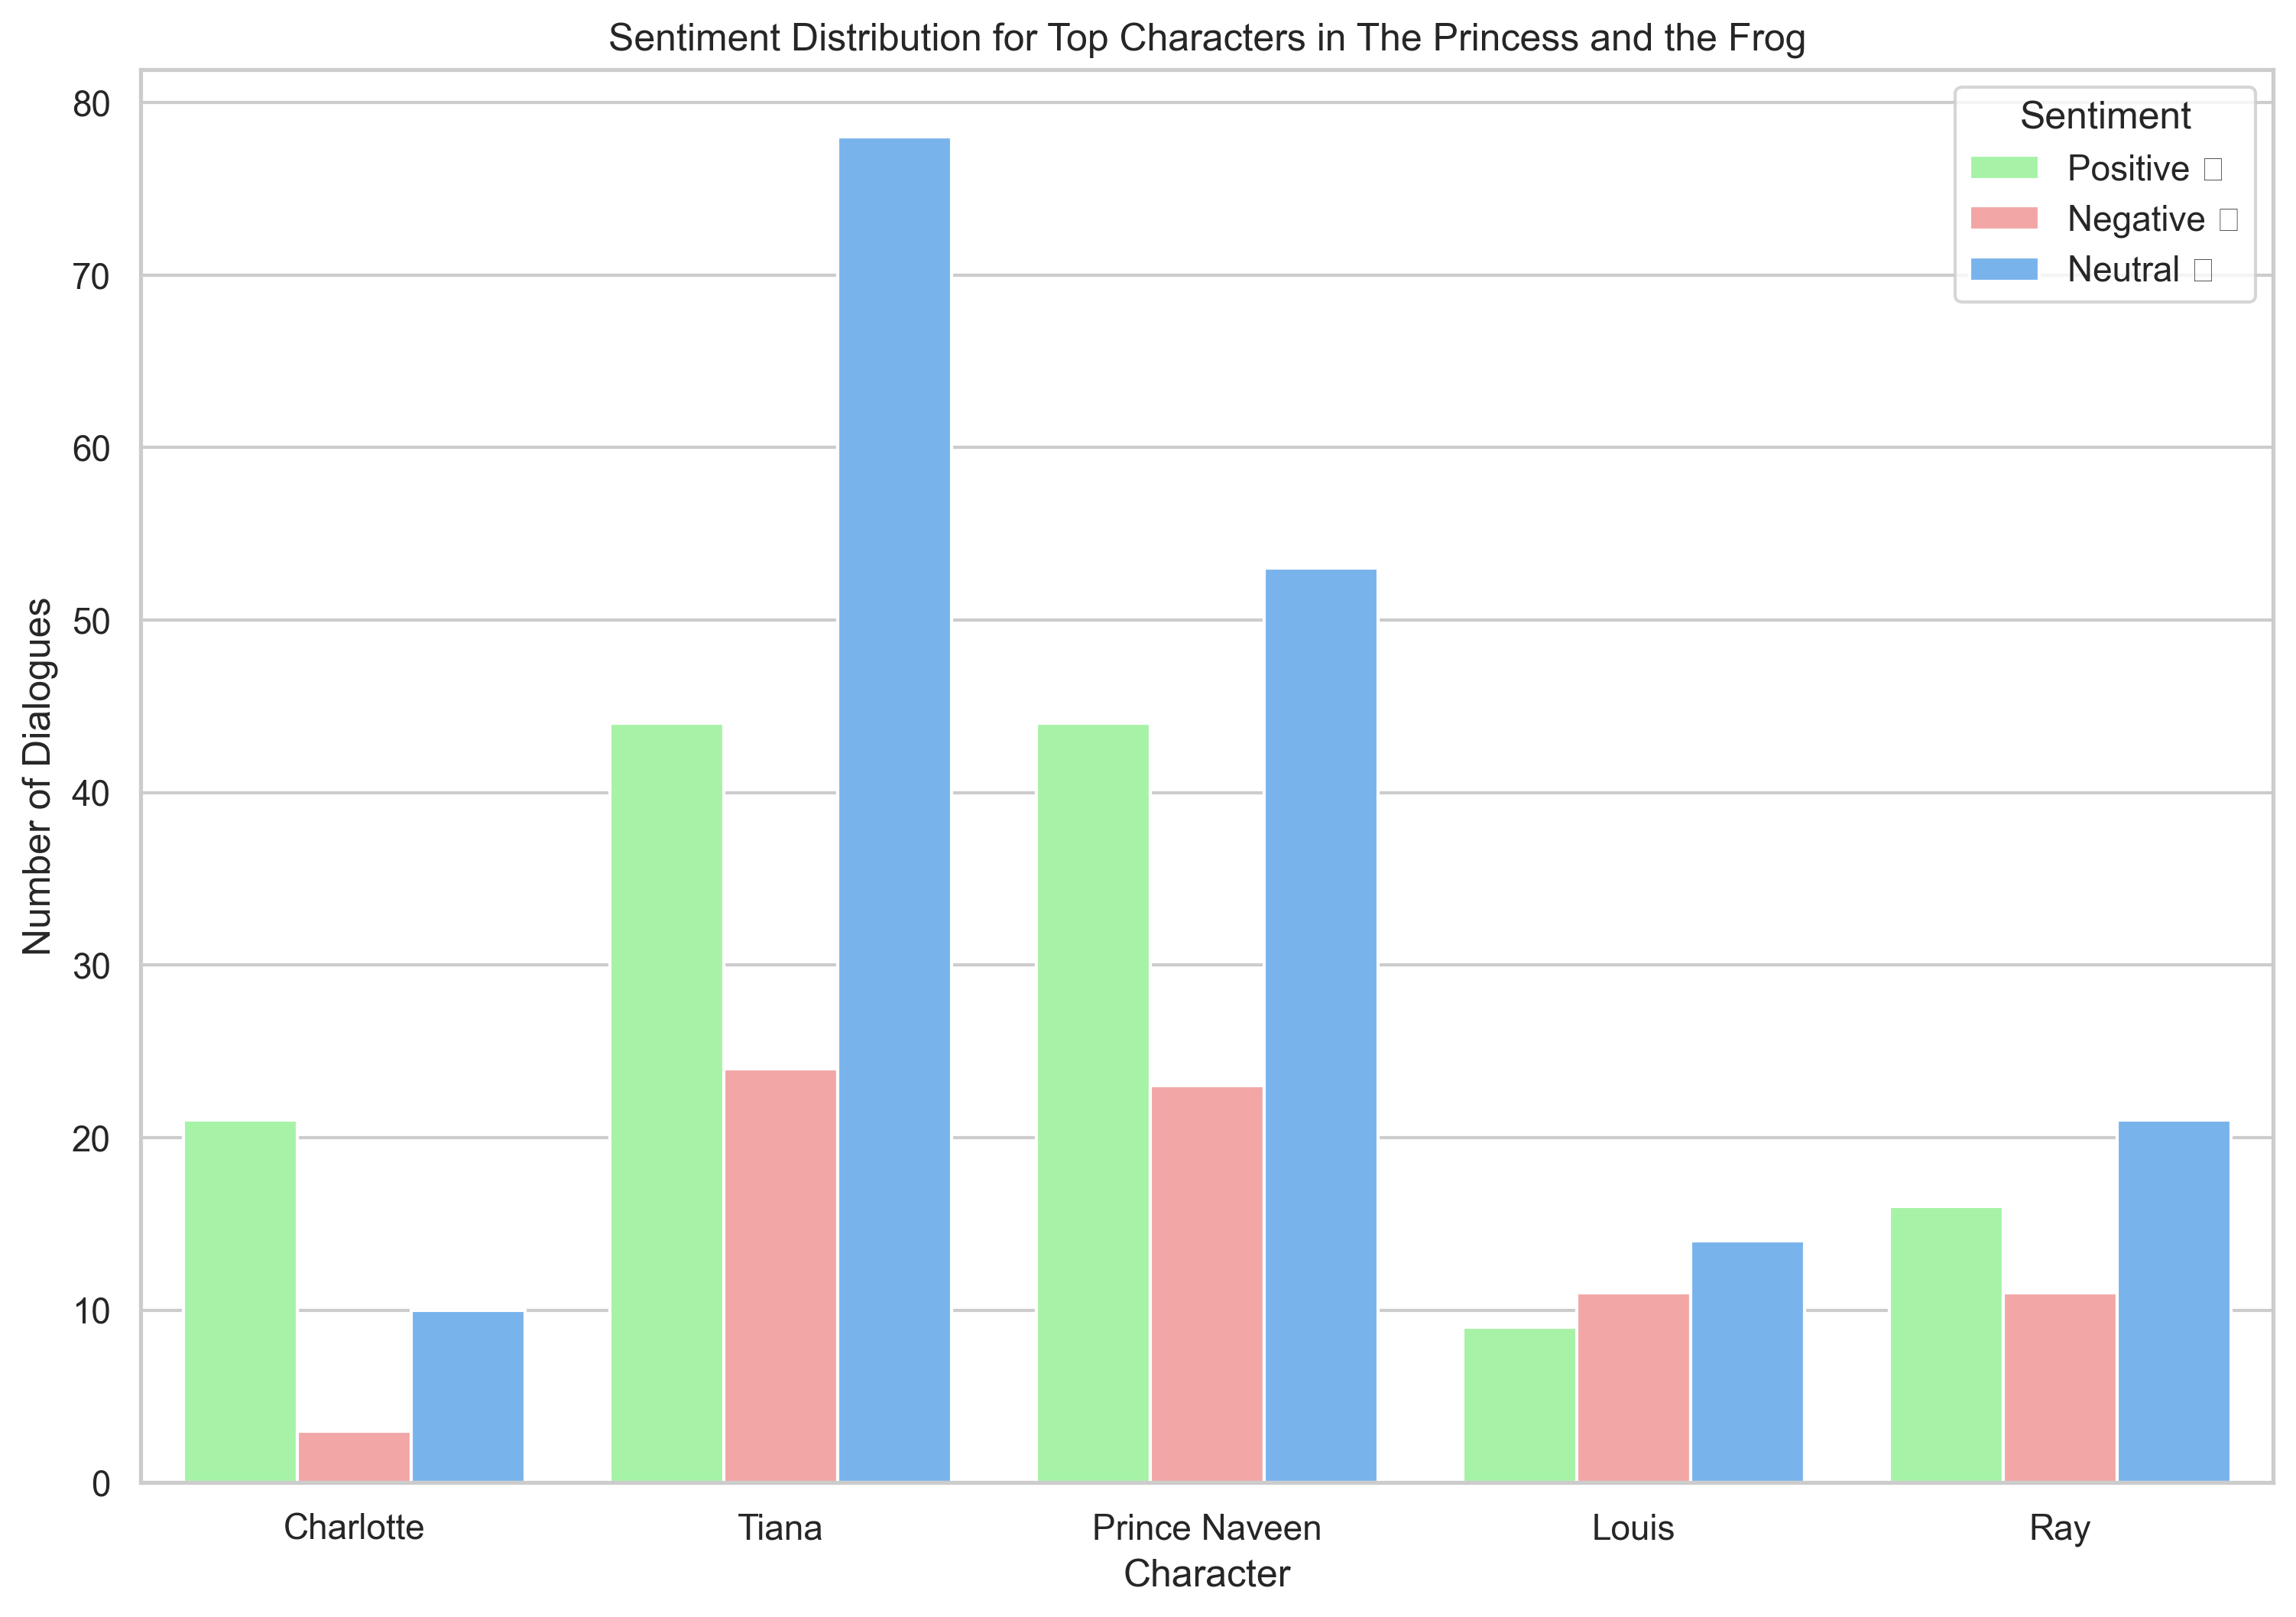 Sentiment Distribution for Top Characters in The Princess and the Frog
Sentiment
Positive
Negative
Neutral
Number of Dialogues
80
70
60
50
40
30
20
10
0
Charlotte Tiana Prince Naveen Louis Ray
Character